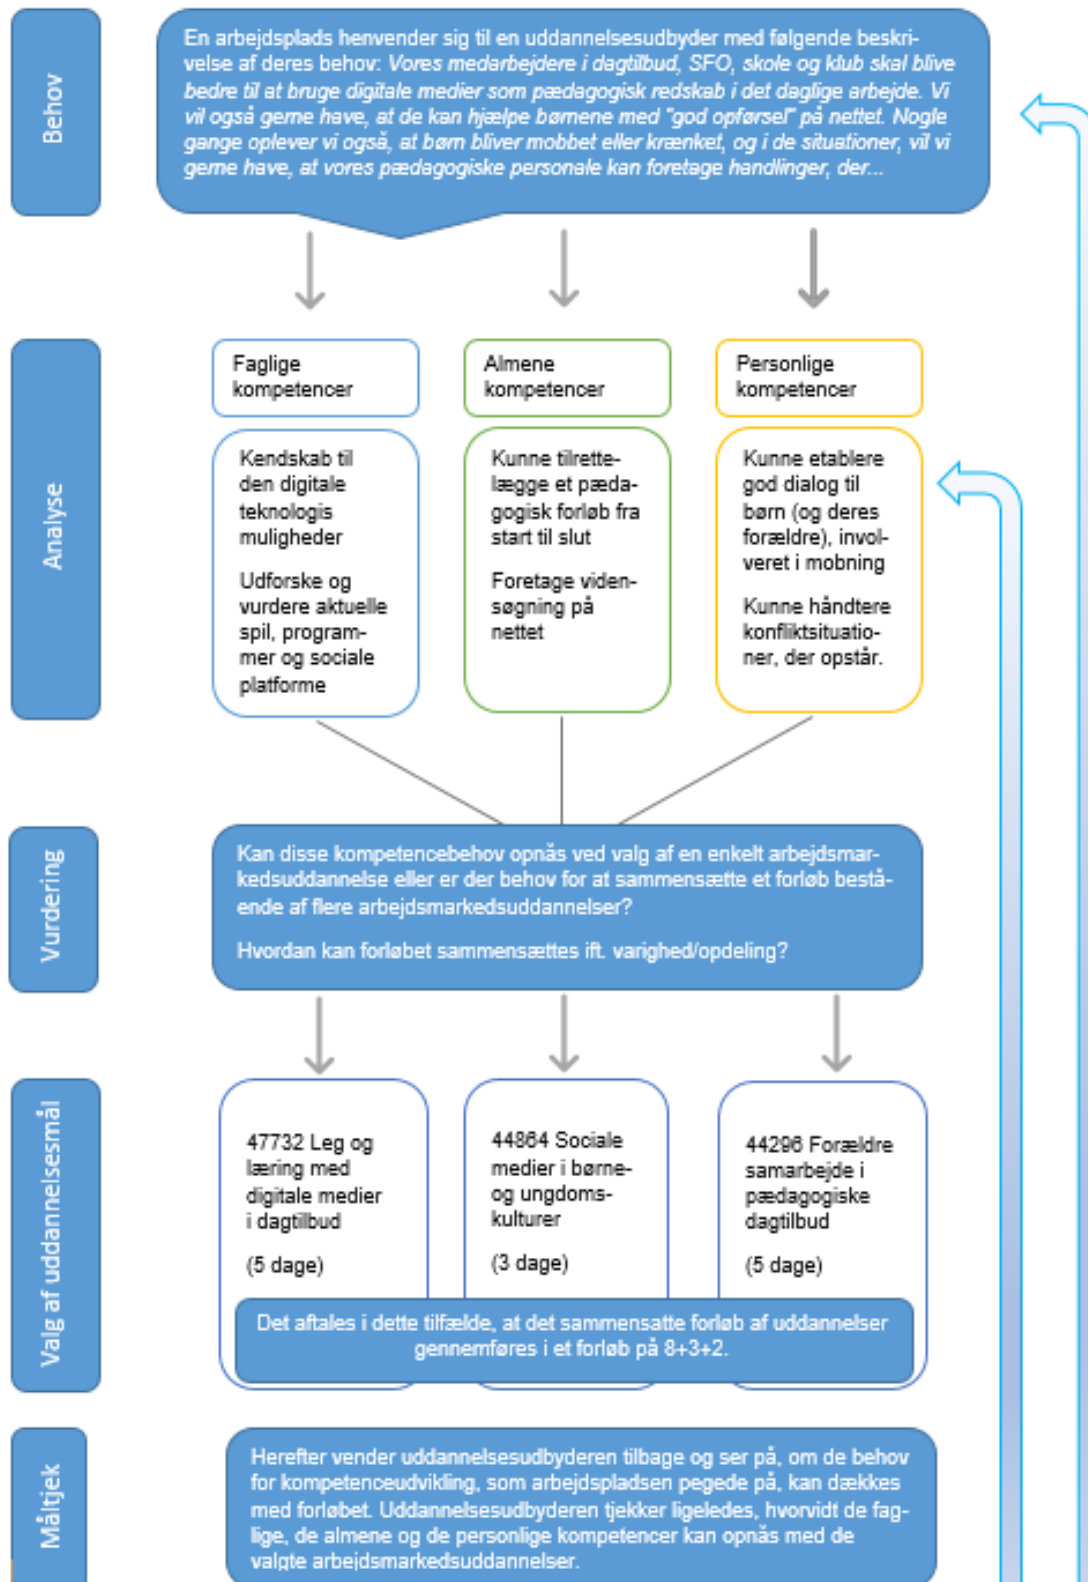 Behov
En arbejdsplads henvender sig til en uddannelsesudbyder med følgende beskri-
velse af deres behov: Vores medarbejdere i dagtilbud, SFO, skole og klub skal blive
bedre til at bruge digitale medier som pædagogisk redskab i det daglige arbejde. Vi
vil også gerne have, at de kan hjælpe børnene med "god opførsel" på nettet. Nogle
gange oplever vi også, at børn bliver mobbet eller krænket, og i de situationer, vil vi
gerne have, at vores pædagogiske personale kan foretage handlinger, der...
Analyse
Faglige
kompetencer
Kendskab til
den digitale
teknologis
muligheder
Udforske og
vurdere aktuelle
spil, program-
mer og sociale
platforme
Almene
kompetencer
Kunne tilrette-
lægge et pæda-
gogisk forløb fra
start til slut
Foretage viden-
søgning på
nettet
Personlige
kompetencer
Kunne etablere
god dialog til
børn (og deres
forældre), invol-
veret i mobning
Kunne håndtere
konfliktsituatio-
ner, der opstår.
Vurdering
Kan disse kompetencebehov opnås ved valg af en enkelt arbejdsmar-
kedsuddannelse eller er der behov for at sammensætte et forløb bestå-
ende af flere arbejdsmarkedsuddannelser?
Hvordan kan forløbet sammensættes ift. varighed/opdeling?
Valg af uddannelsesmål
47732 Leg og
læring med
digitale medier
i dagtilbud
(5 dage)
44864 Sociale
medier i børne-
og ungdoms-
kulturer
(3 dage)
44296 Forældre
samarbejde i
pædagogiske
dagtilbud
(5 dage)
Det aftales i dette tilfælde, at det sammensatte forløb af uddannelser
gennemføres i et forløb på 8+3+2.
Måltjek
Herefter vender uddannelsesudbyderen tilbage og ser på, om de behov
for kompetenceudvikling, som arbejdspladsen pegede på, kan dækkes
med forløbet. Uddannelsesudbyderen tjekker ligeledes, hvorvidt de fag-
lige, de almene og de personlige kompetencer kan opnås med de
valgte arbejdsmarkedsuddannelser.